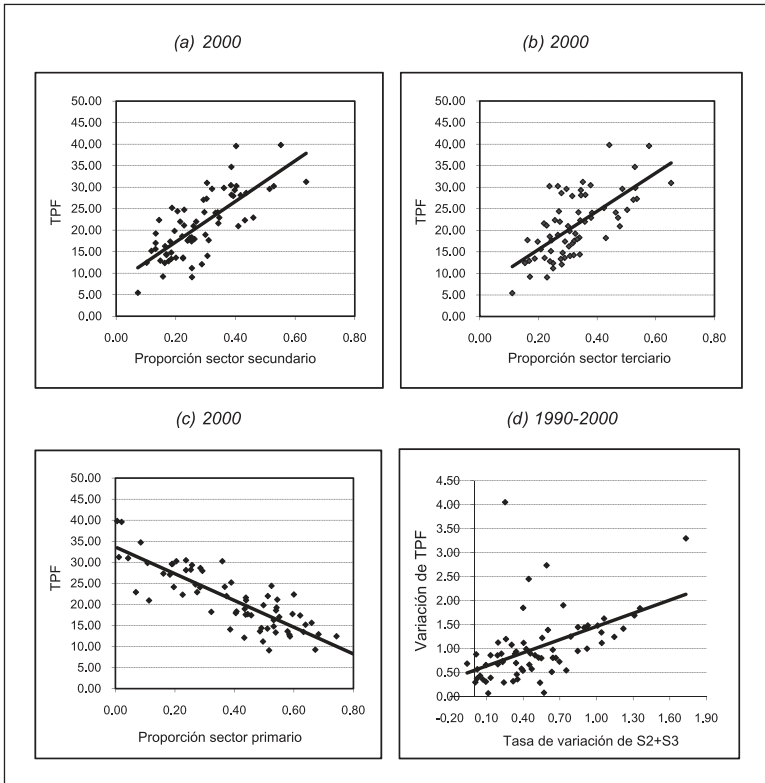 (a) 2000
TPF
50.00
45.00
40.00
35.00
30.00
25.00
20.00
15.00
10.00
5.00
0.00
0.00 0.20 0.40 0.60 0.80
Proporción sector secundario
(b) 2000
TPF
50.00
45.00
40.00
35.00
30.00
25.00
20.00
15.00
10.00
5.00
0.00
0.00 0.20 0.40 0.60 0.80
Proporción sector terciario
(c) 2000
TPF
50.00
45.00
40.00
35.00
30.00
25.00
20.00
15.00
10.00
5.00
0.00
0.00 0.20 0.40 0.60 0.80
Proporción sector primario
(d) 1990-2000
Variación de TPF
4.50
4.00
3.50
3.00
2.50
2.00
1.50
1.00
0.50
0.00
-0.20 0.10 0.40 0.70 1.00 1.30 1.60 1.90
Tasa de variación de S2+S3